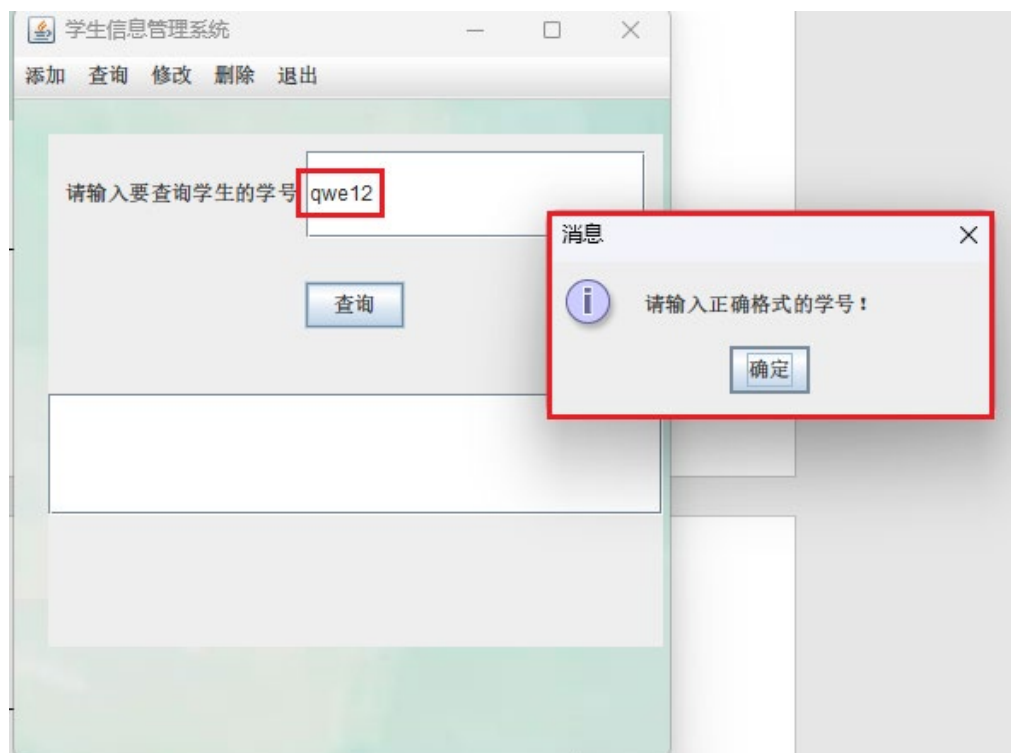 学生信息管理系统
添加 查询 修改 删除 退出
请输入要查询学生的学号 qwe12
查询
消息
请输入正确格式的学号！
确定